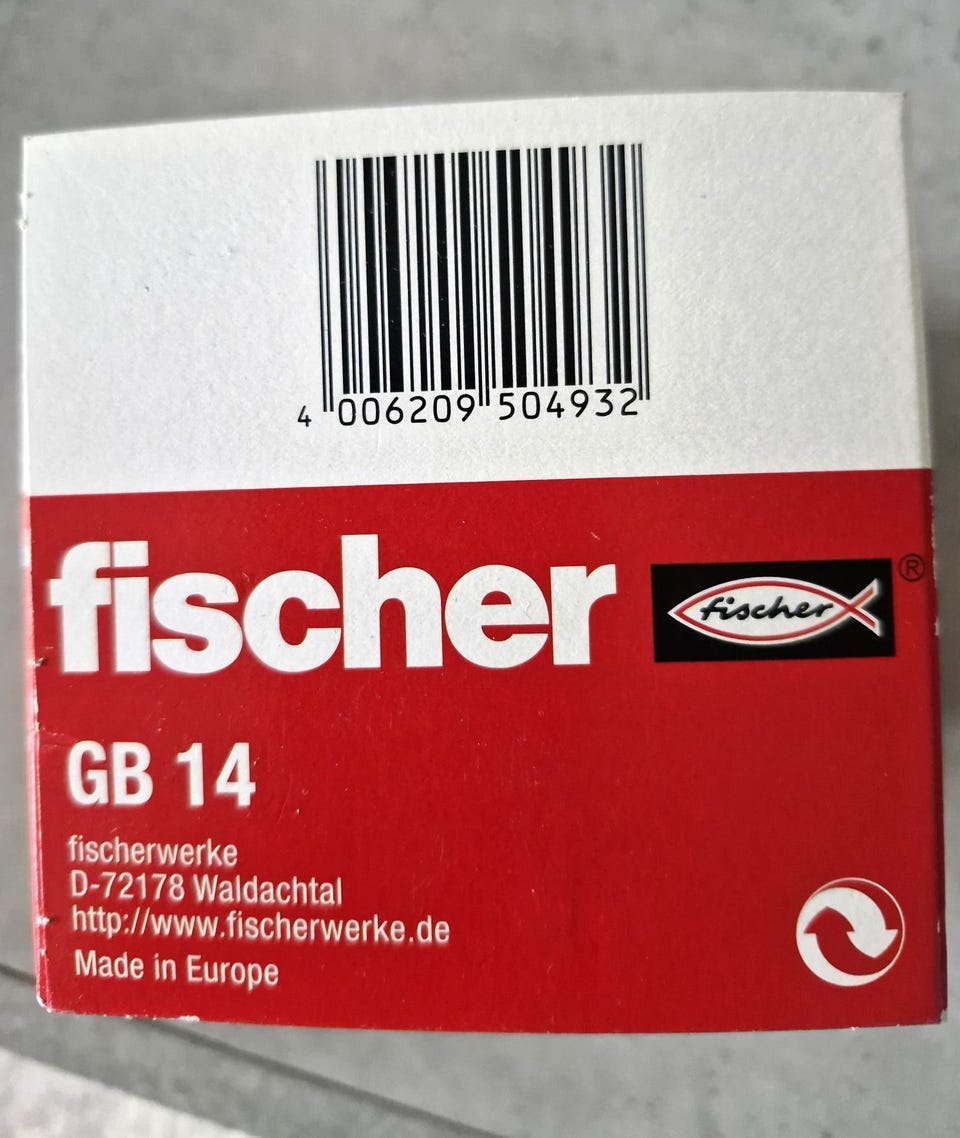 4 006209 504932
fischer fischer ®
GB 14
fischerwerke
D-72178 Waldachtal
http://www.fischerwerke.de
Made in Europe